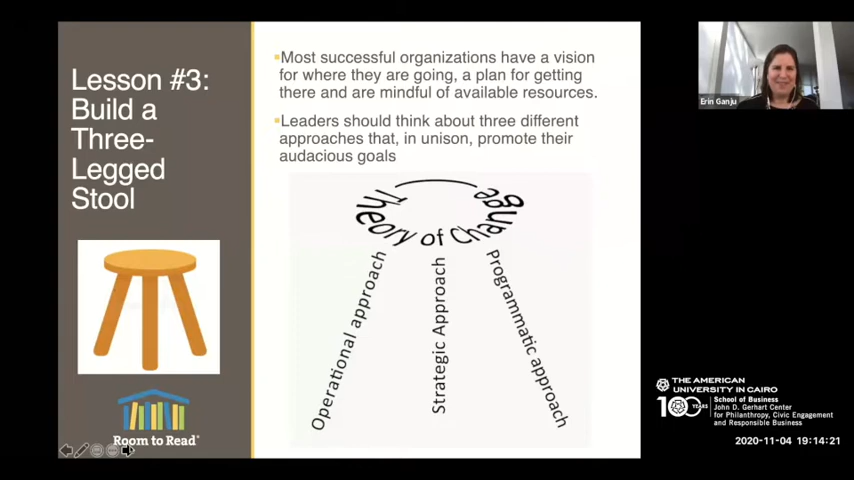 Lesson #3:
Build a
Three-
Legged
Stool
Room to Read®
▪Most successful organizations have a vision
for where they are going, a plan for getting
there and are mindful of available resources.
▪Leaders should think about three different
approaches that, in unison, promote their
audacious goals
Theory of Change
Operational approach
Strategic Approach
Programmatic approach
Erin Ganju
THE AMERICAN
UNIVERSITY IN CAIRO
100 YEARS
School of Business
John D. Gerhart Center
for Philanthropy, Civic Engagement
and Responsible Business
2020-11-04 19:14:21